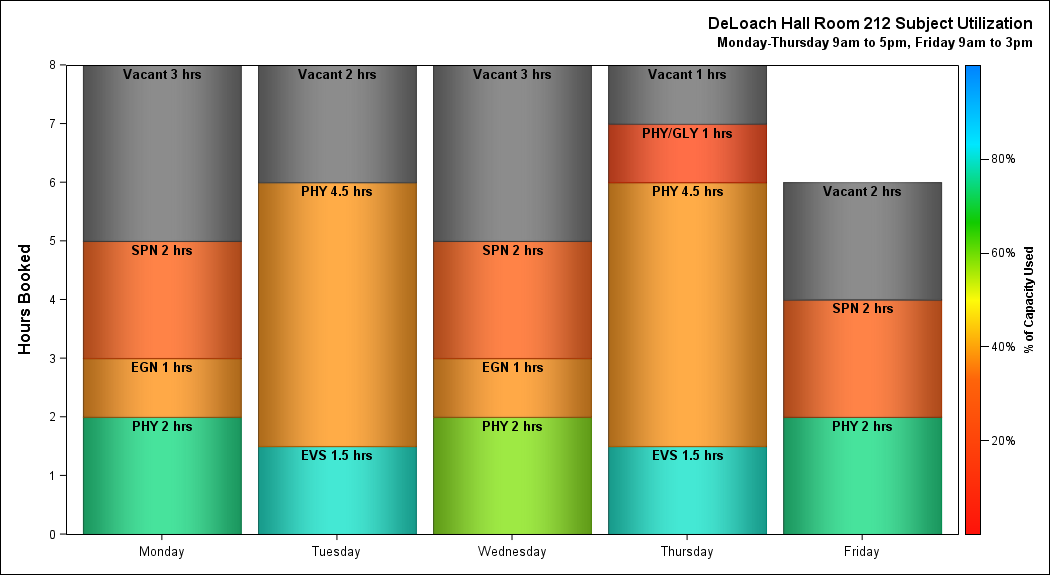 DeLoach Hall Room 212 Subject Utilization
Monday-Thursday 9am to 5pm, Friday 9am to 3pm
Hours Booked
8
7
6
5
4
3
2
1
0
Vacant 3 hrs
SPN 2 hrs
EGN 1 hrs
PHY 2 hrs
Monday
Vacant 2 hrs
PHY 4.5 hrs
EVS 1.5 hrs
Tuesday
Vacant 3 hrs
SPN 2 hrs
EGN 1 hrs
PHY 2 hrs
Wednesday
Vacant 1 hrs
PHY/GLY 1 hrs
PHY 4.5 hrs
EVS 1.5 hrs
Thursday
Vacant 2 hrs
SPN 2 hrs
PHY 2 hrs
Friday
80%
60%
40%
20%
% of Capacity Used